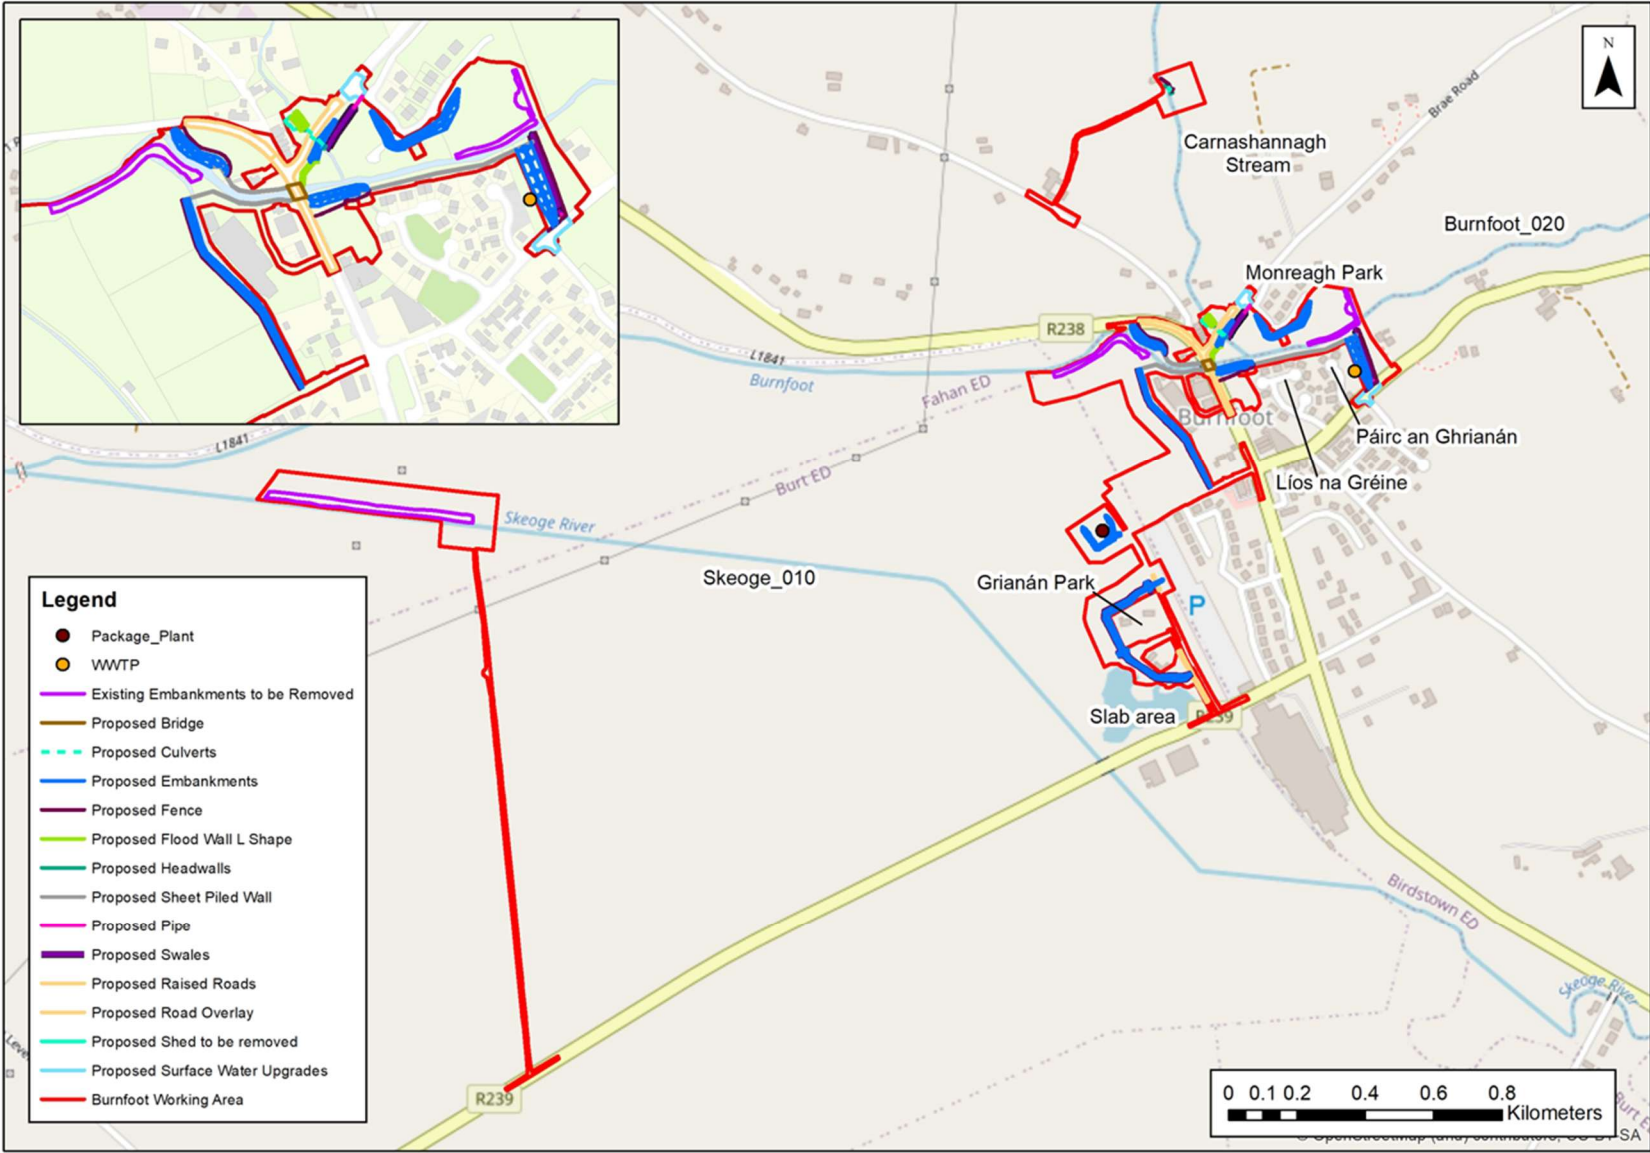 N
Brae Road
Carnashannagh
Stream
Burnfoot_020
Monreagh Park
R238
L1841
Burnfoot
Fahan ED
Burnfoot
Páirc an Ghrianán
L1841
Burt ED
Líos na Gréine
Skeoge River
Skeoge_010
Grianán Park
P
Slab area
R239
Birdstown ED
Skeoge River
R239
Legend
Package_Plant
WWTP
Existing Embankments to be Removed
Proposed Bridge
Proposed Culverts
Proposed Embankments
Proposed Fence
Proposed Flood Wall L Shape
Proposed Headwalls
Proposed Sheet Piled Wall
Proposed Pipe
Proposed Swales
Proposed Raised Roads
Proposed Road Overlay
Proposed Shed to be removed
Proposed Surface Water Upgrades
Burnfoot Working Area
0 0.1 0.2 0.4 0.6 0.8
Kilometers